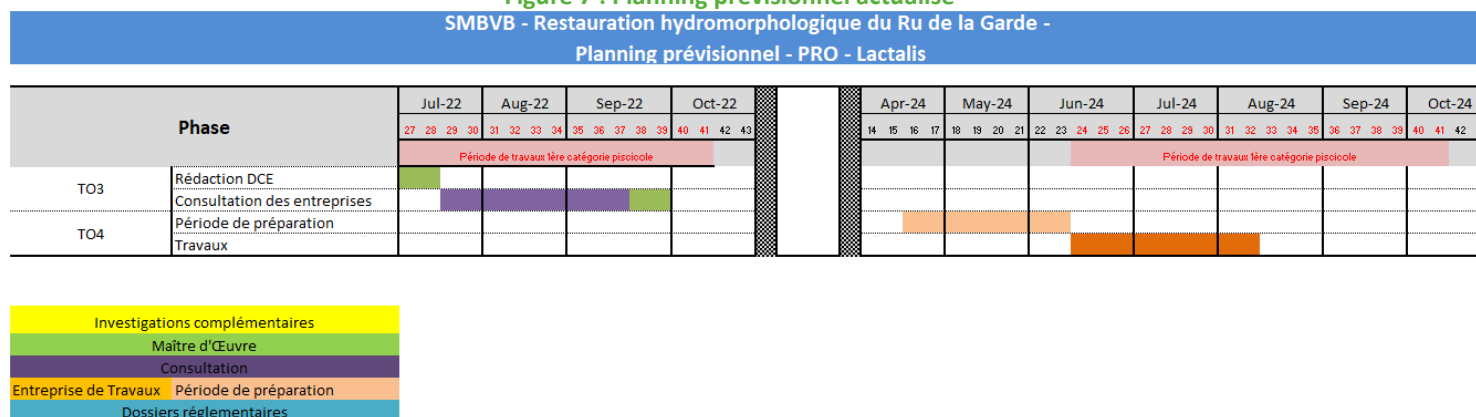 Figure 7 : Planning prévisionnel actualisé
SMBVB - Restauration hydromorphologique du Ru de la Garde -
Planning prévisionnel - PRO - Lactalis
Phase
Jul-22 Aug-22 Sep-22 Oct-22 Apr-24 May-24 Jun-24 Jul-24 Aug-24 Sep-24 Oct-24
27 28 29 30 31 32 33 34 35 36 37 38 39 40 41 42 43 14 15 16 17 18 19 20 21 22 23 24 25 26 27 28 29 30 31 32 33 34 35 36 37 38 39 40 41 42
Période de travaux 1ère catégorie piscicole Période de travaux 1ère catégorie piscicole
TO3
Rédaction DCE
Consultation des entreprises
TO4
Période de préparation
Travaux
Investigations complémentaires
Maître d'Œuvre
Consultation
Entreprise de Travaux Période de préparation
Dossiers réglementaires